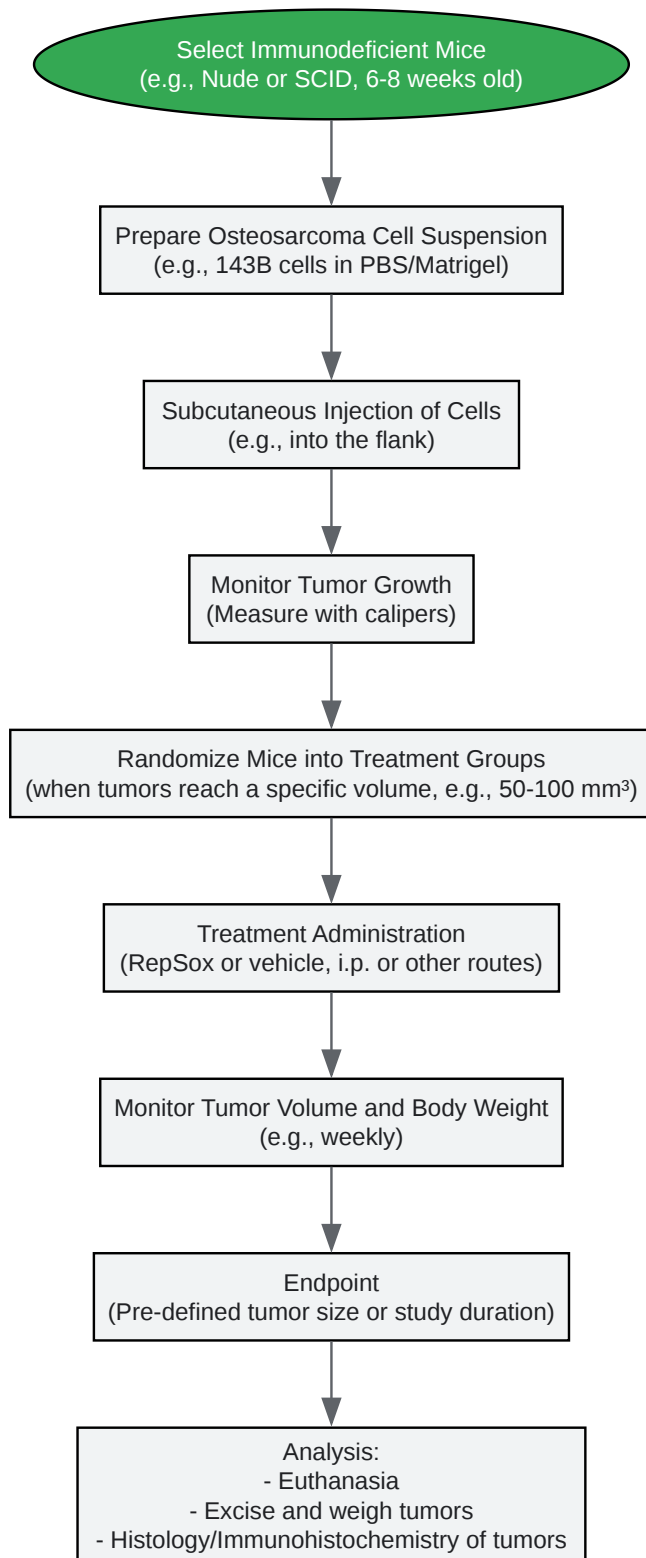 Select Immunodeficient Mice
(e.g., Nude or SCID, 6-8 weeks old)
Prepare Osteosarcoma Cell Suspension
(e.g., 143B cells in PBS/Matrigel)
Subcutaneous Injection of Cells
(e.g., into the flank)
Monitor Tumor Growth
(Measure with calipers)
Randomize Mice into Treatment Groups
(when tumors reach a specific volume, e.g., 50-100 mm³)
Treatment Administration
(RepSox or vehicle, i.p. or other routes)
Monitor Tumor Volume and Body Weight
(e.g., weekly)
Endpoint
(Pre-defined tumor size or study duration)
Analysis:
- Euthanasia
- Excise and weigh tumors
- Histology/Immunohistochemistry of tumors